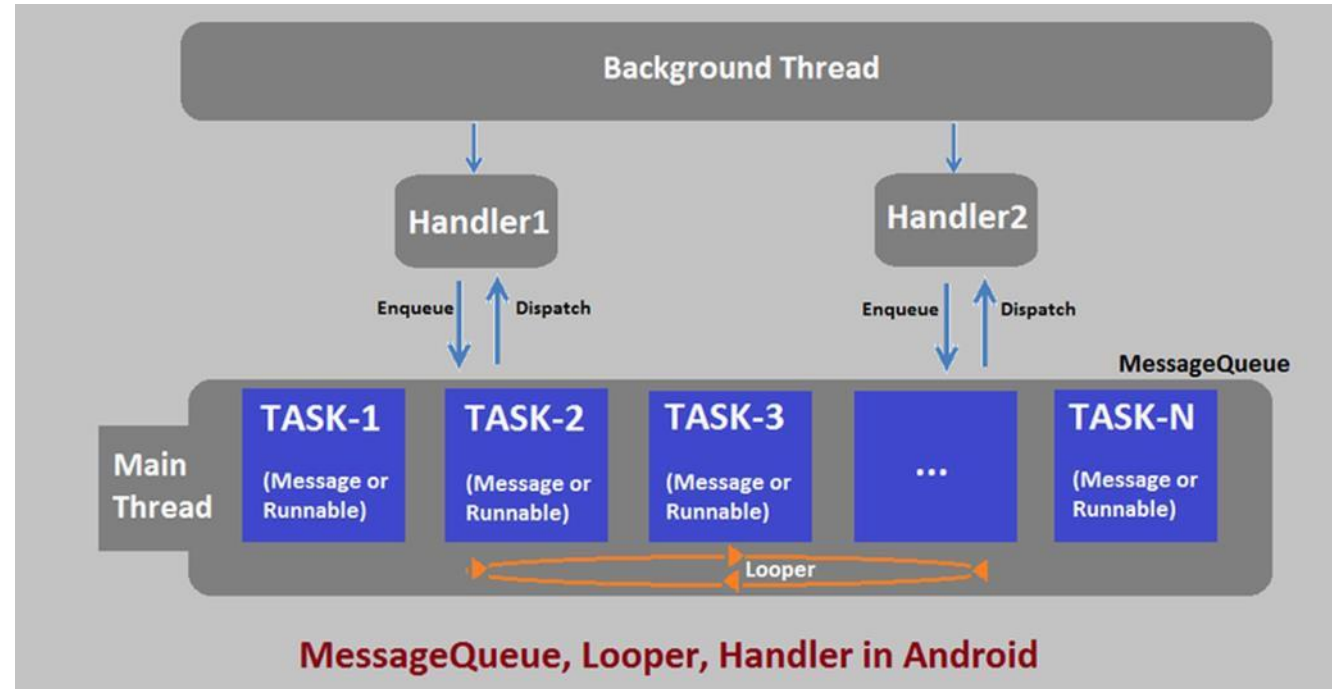 Background Thread
Handler1
Handler2
Enqueue
Dispatch
Enqueue
Dispatch
MessageQueue
Main
Thread
TASK-1
(Message or
Runnable)
TASK-2
(Message or
Runnable)
TASK-3
(Message or
Runnable)
...
TASK-N
(Message or
Runnable)
Looper
MessageQueue, Looper, Handler in Android